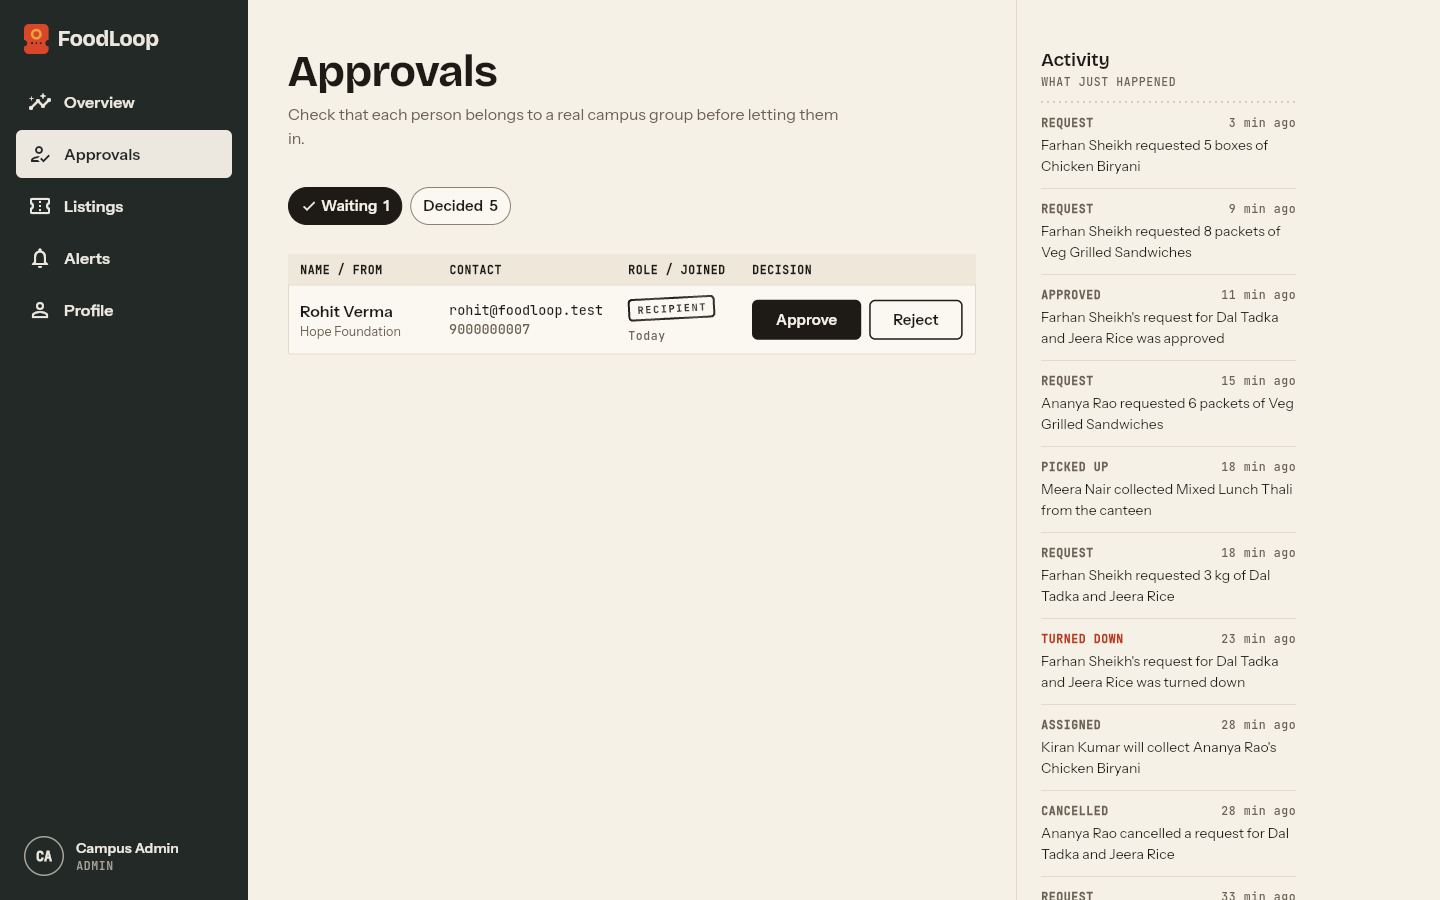 FoodLoop
Overview
Approvals
Listings
Alerts
Profile
CA
Campus Admin
ADMIN
Approvals
Check that each person belongs to a real campus group before letting them
in.
Waiting 1
Decided 5
NAME / FROM CONTACT ROLE / JOINED DECISION
Rohit Verma
Hope Foundation
rohit@foodloop.test
9000000007
RECIPIENT
Today
Approve
Reject
Activity
WHAT JUST HAPPENED
REQUEST 3 min ago
Farhan Sheikh requested 5 boxes of
Chicken Biryani
REQUEST 9 min ago
Farhan Sheikh requested 8 packets of
Veg Grilled Sandwiches
APPROVED 11 min ago
Farhan Sheikh's request for Dal Tadka
and Jeera Rice was approved
REQUEST 15 min ago
Ananya Rao requested 6 packets of Veg
Grilled Sandwiches
PICKED UP 18 min ago
Meera Nair collected Mixed Lunch Thali
from the canteen
REQUEST 18 min ago
Farhan Sheikh requested 3 kg of Dal
Tadka and Jeera Rice
TURNED DOWN 23 min ago
Farhan Sheikh's request for Dal Tadka
and Jeera Rice was turned down
ASSIGNED 28 min ago
Kiran Kumar will collect Ananya Rao's
Chicken Biryani
CANCELLED 28 min ago
Ananya Rao cancelled a request for Dal
Tadka and Jeera Rice
REQUEST 33 min ago